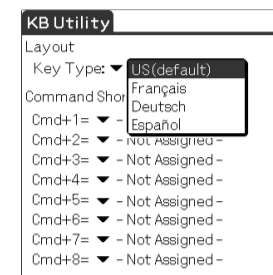 KB Utility
Layout
Key Type: US(default)
Français
Deutsch
Español
Command Shor
Cmd+1= -
Cmd+2= - Not Assigned -
Cmd+3= - Not Assigned -
Cmd+4= - Not Assigned -
Cmd+5= - Not Assigned -
Cmd+6= - Not Assigned -
Cmd+7= - Not Assigned -
Cmd+8= - Not Assigned -